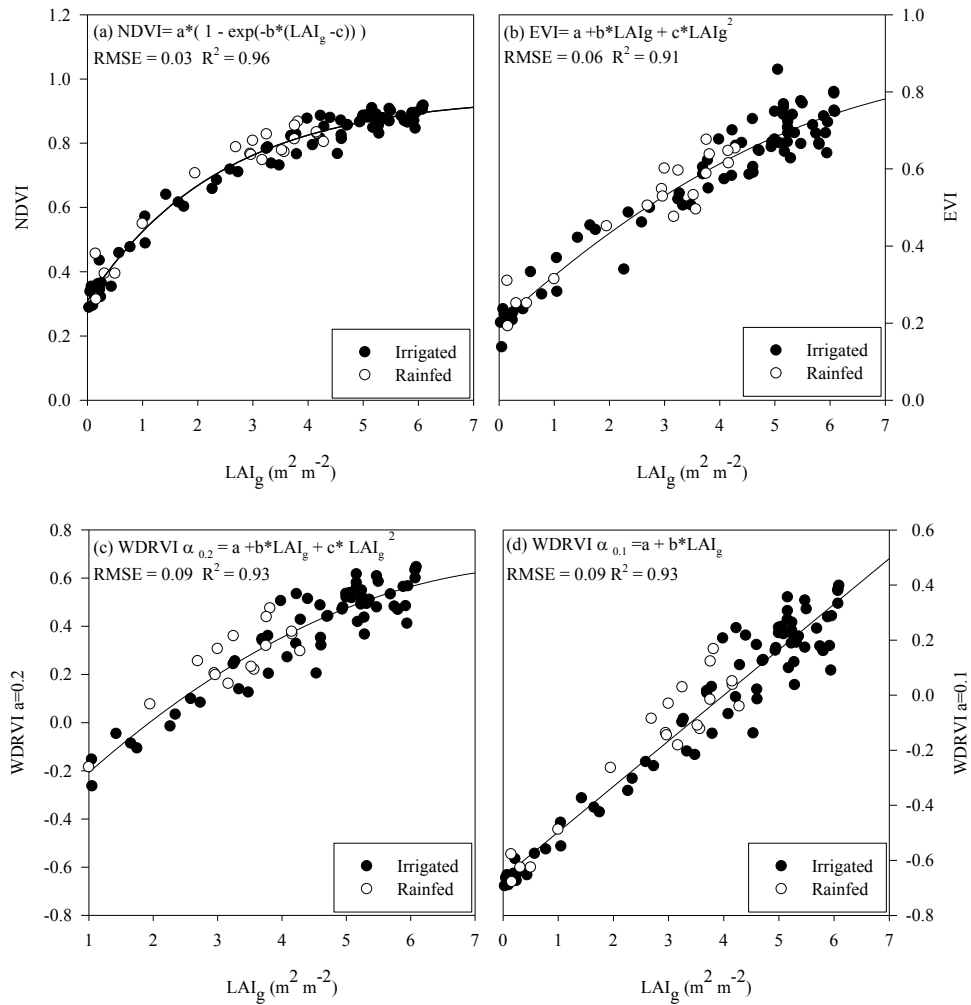 (a) NDVI= a*( 1 - exp(-b*(LAIg -c)) )
RMSE = 0.03 R2 = 0.96
1.2
1.0
0.8
0.6
0.4
0.2
0.0
NDVI
Irrigated
Rainfed
0 1 2 3 4 5 6 7
LAIg (m2 m-2)
(b) EVI= a +b*LAIg + c*LAIg2
RMSE = 0.06 R2 = 0.91
1.0
0.8
0.6
0.4
0.2
0.0
EVI
Irrigated
Rainfed
0 1 2 3 4 5 6 7
LAIg (m2 m-2)
(c) WDRVI α 0.2 = a +b*LAIg + c* LAIg 2
RMSE = 0.09 R2 = 0.93
0.8
0.6
0.4
0.2
0.0
-0.2
-0.4
-0.6
-0.8
WDRVI a=0.2
Irrigated
Rainfed
1 2 3 4 5 6 7
LAIg (m2 m-2)
(d) WDRVI α 0.1 =a + b*LAIg
RMSE = 0.09 R2 = 0.93
0.6
0.4
0.2
0.0
-0.2
-0.4
-0.6
-0.8
WDRVI a=0.1
Irrigated
Rainfed
0 1 2 3 4 5 6 7
LAIg (m2 m-2)